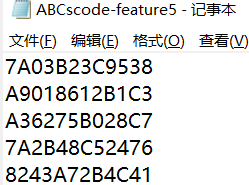 ABCscode-feature5 - 记事本
文件(F) 编辑(E) 格式(O) 查看(V)
7A03B23C9538
A9018612B1C3
A36275B028C7
7A2B48C52476
8243A72B4C41